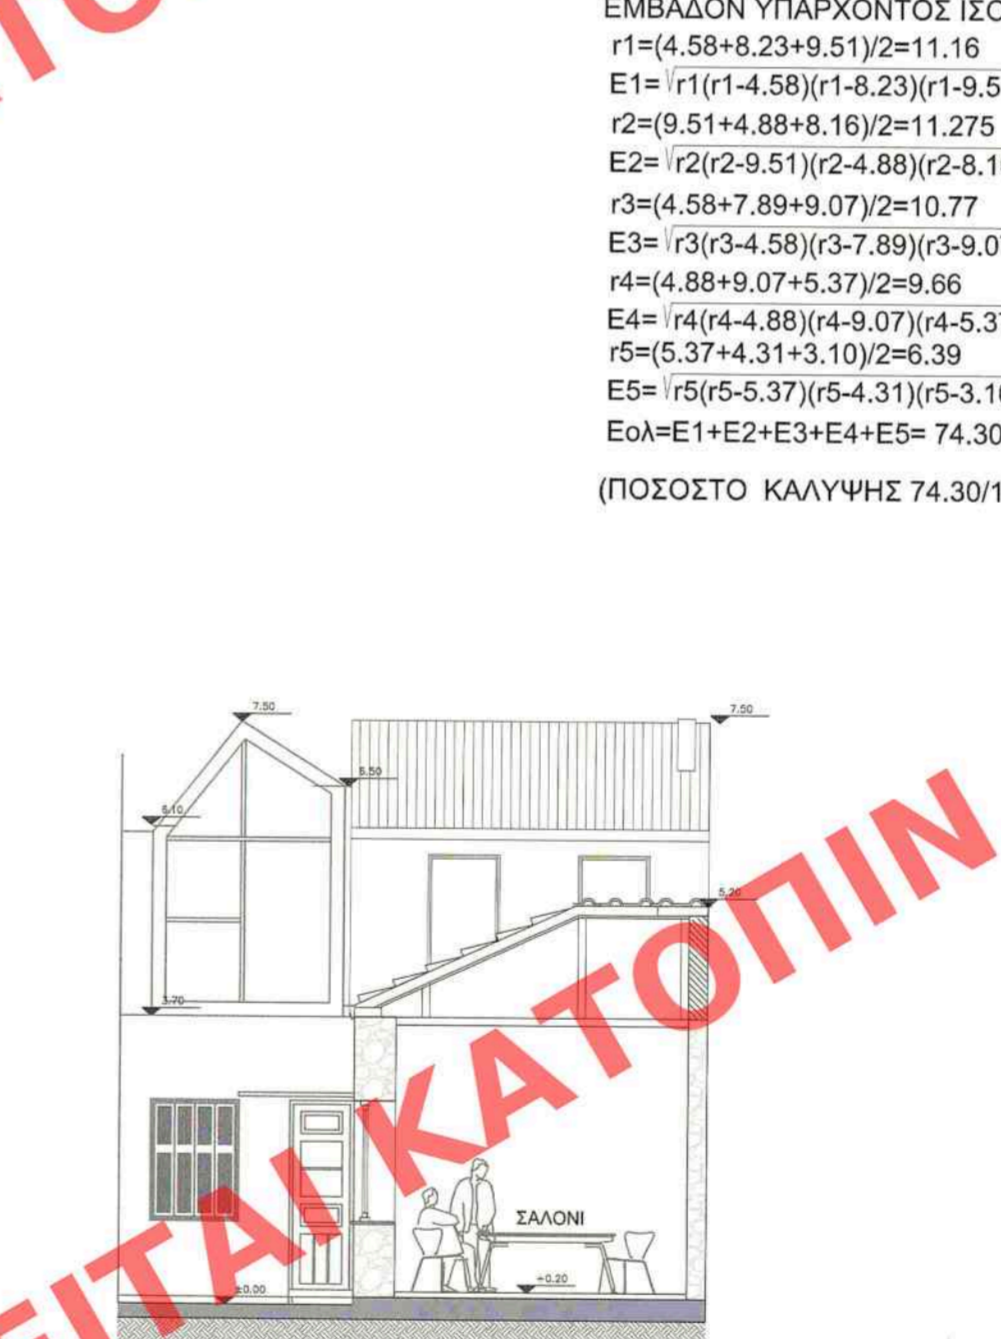 ΕΜΒΑΔΟΝ ΥΠΑΡΧΟΝΤΟΣ
r1=(4.58+8.23+9.51)/2=11.16
E1=√r1(r1-4.58)(r1-8.23)(r1-9.5
r2=(9.51+4.88+8.16)/2=11.275
E2=√r2(r2-9.51)(r2-4.88)(r2-8.1
r3=(4.58+7.89+9.07)/2=10.77
E3=√r3(r3-4.58)(r3-7.89)(r3-9.0
r4=(4.88+9.07+5.37)/2=9.66
E4=√r4(r4-4.88)(r4-9.07)(r4-5.3
r5=(5.37+4.31+3.10)/2=6.39
E5=√r5(r5-5.37)(r5-4.31)(r5-3.1
Εολ=E1+E2+E3+E4+E5= 74.30
(ΠΟΣΟΣΤΟ ΚΑΛΥΨΗΣ 74.30/1
7.50
7.50
5.50
6.10
5.20
3.70
ΣΑΛΟΝΙ
+0.20
±0.00
ΕΙΤΑΙ ΚΑΤΟΠΙΝ